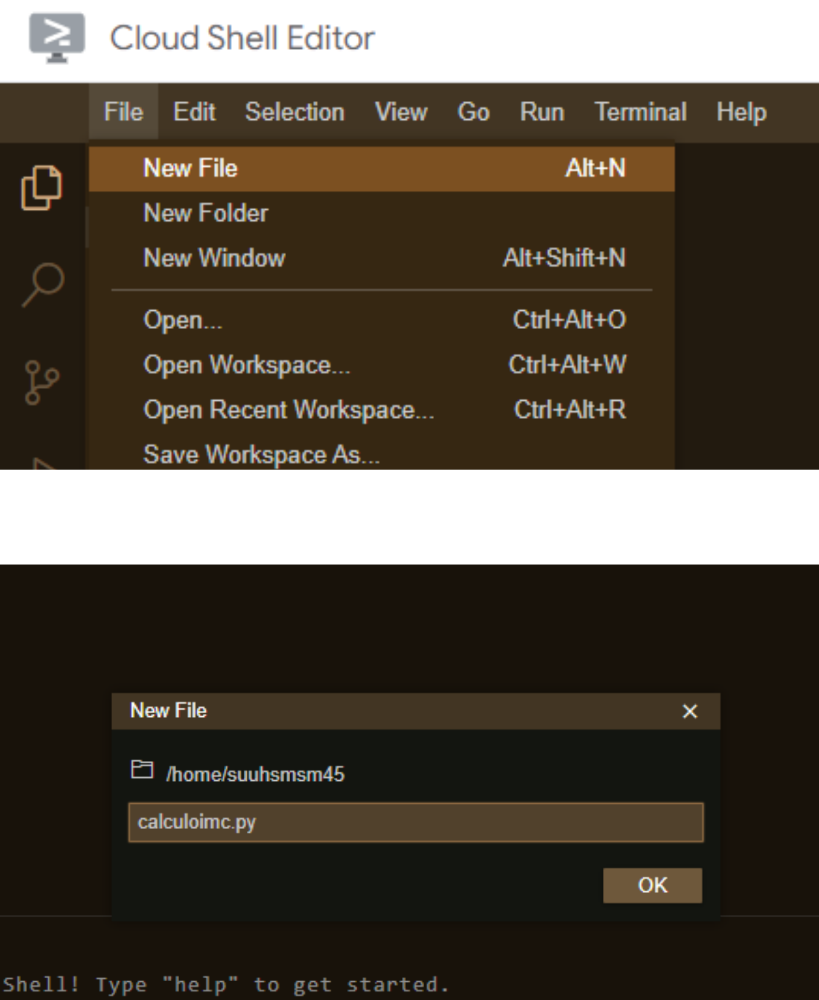 Cloud Shell Editor
File Edit Selection View Go Run Terminal Help
New File Alt+N
New Folder
New Window Alt+Shift+N
Open... Ctrl+Alt+O
Open Workspace... Ctrl+Alt+W
Open Recent Workspace... Ctrl+Alt+R
Save Workspace As...
New File
/home/suuhsmsm45
calculoimc.py
OK
Shell! Type "help" to get started.